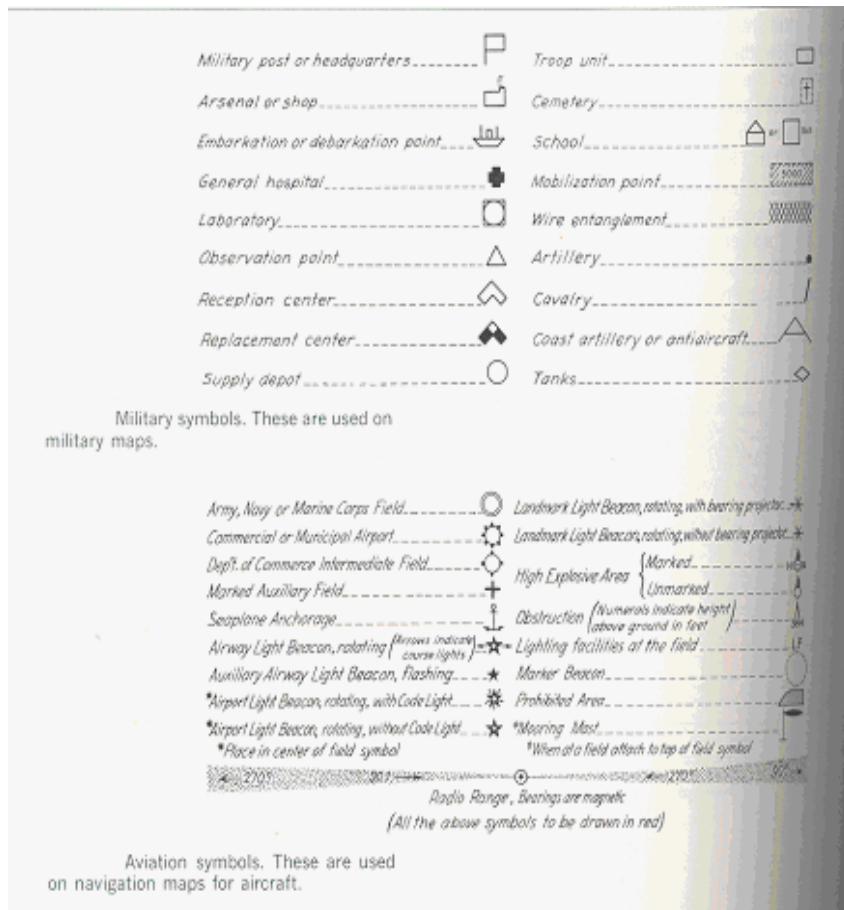 Military post or headquarters
Arsenal or shop
Embarkation or debarkation point
General hospital
Laboratory
Observation point
Reception center
Replacement center
Supply depot
Troop unit
Cemetery
School or
Mobilization point
Wire entanglement
Artillery
Cavalry
Coast artillery or antiaircraft
Tanks
Military symbols. These are used on
military maps.
Army, Navy or Marine Corps Field
Commercial or Municipal Airport
Dep't. of Commerce Intermediate Field
Marked Auxiliary Field
Seaplane Anchorage
Airway Light Beacon, rotating (Arrows indicate
course lights)
Auxiliary Airway Light Beacon, flashing
*Airport Light Beacon, rotating, with Code Light
*Airport Light Beacon, rotating, without Code Light
*Place in center of field symbol
Landmark Light Beacon, rotating, with bearing projector
Landmark Light Beacon, rotating, without bearing projector
High Explosive Area
Marked
Unmarked
Obstruction (Numerals indicate height
above ground in feet)
Lighting facilities at the field LF
Marker Beacon
Prohibited Area
Mooring Mast
When at a field attach to top of field symbol
Radio Range, Bearings are magnetic
(All the above symbols to be drawn in red)
Aviation symbols. These are used
on navigation maps for aircraft.